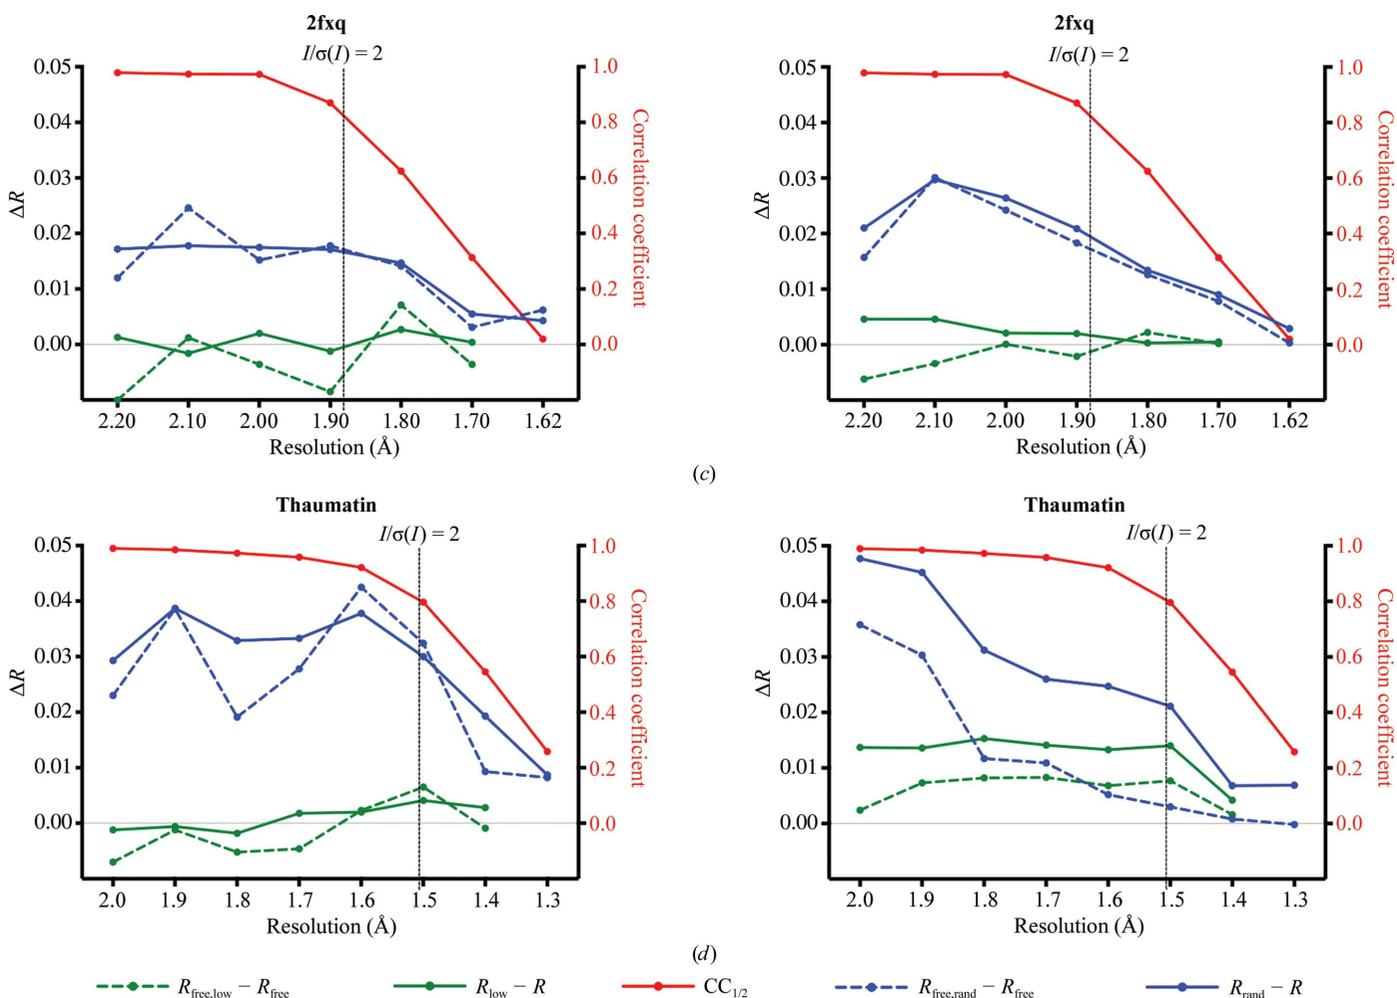 2fxq
I/σ(I) = 2
0.05
0.04
0.03
0.02
0.01
0.00
ΔR
1.0
0.8
0.6
0.4
0.2
0.0
Correlation coefficient
2.20 2.10 2.00 1.90 1.80 1.70 1.62
Resolution (Å)
2fxq
I/σ(I) = 2
0.05
0.04
0.03
0.02
0.01
0.00
ΔR
1.0
0.8
0.6
0.4
0.2
0.0
Correlation coefficient
2.20 2.10 2.00 1.90 1.80 1.70 1.62
Resolution (Å)
(c)
Thaumatin
I/σ(I) = 2
0.05
0.04
0.03
0.02
0.01
0.00
ΔR
1.0
0.8
0.6
0.4
0.2
0.0
Correlation coefficient
2.0 1.9 1.8 1.7 1.6 1.5 1.4 1.3
Resolution (Å)
Thaumatin
I/σ(I) = 2
0.05
0.04
0.03
0.02
0.01
0.00
ΔR
1.0
0.8
0.6
0.4
0.2
0.0
Correlation coefficient
2.0 1.9 1.8 1.7 1.6 1.5 1.4 1.3
Resolution (Å)
(d)
Rfree,low − Rfree Rlow − R CC1/2 Rfree,rand − Rfree Rrand − R